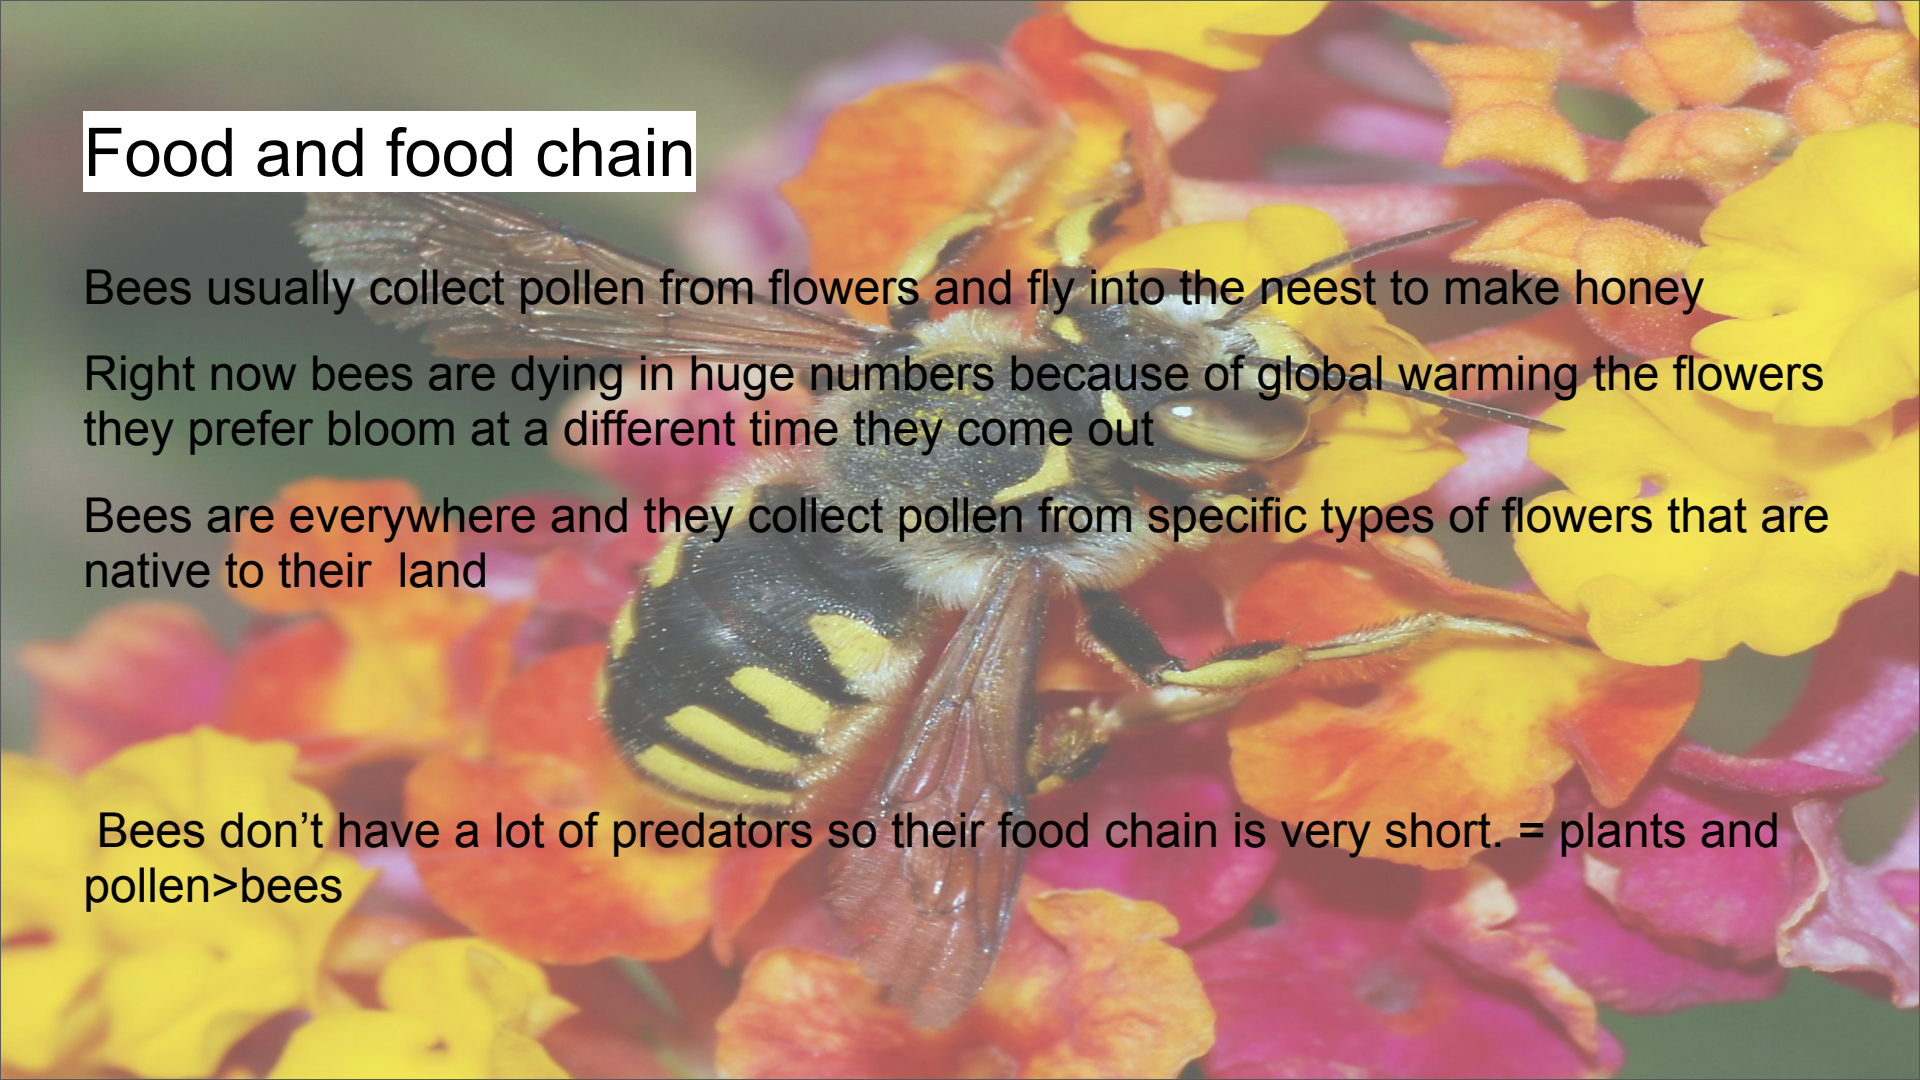 Food and food chain
Bees usually collect pollen from flowers and fly into the neest to make honey
Right now bees are dying in huge numbers because of global warming the flowers
they prefer bloom at a different time they come out
Bees are everywhere and they collect pollen from specific types of flowers that are
native to their  land
Bees don’t have a lot of predators so their food chain is very short. = plants and
pollen>bees